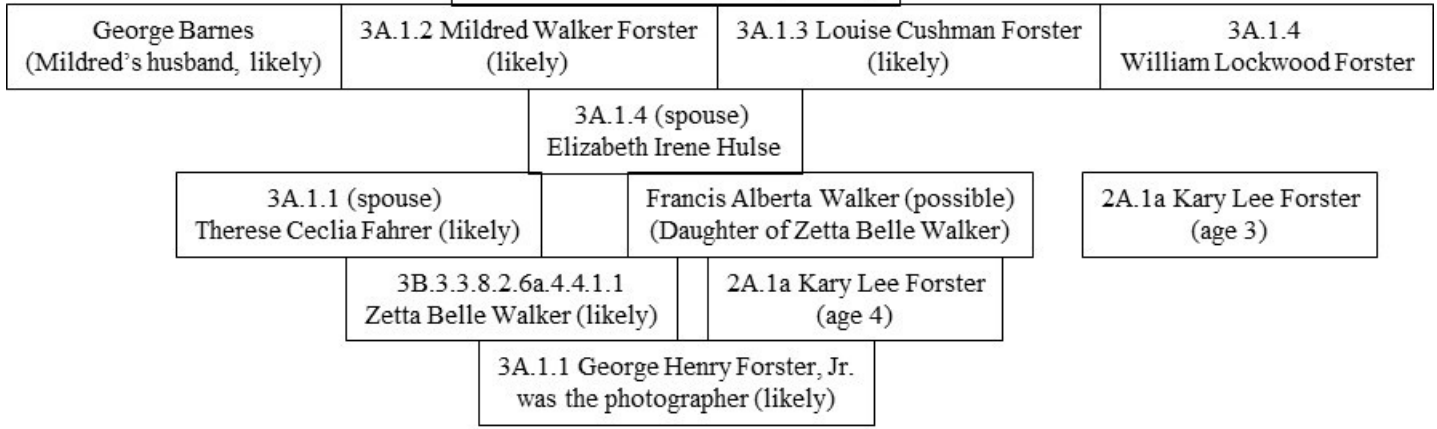 George Barnes
(Mildred's husband, likely)
3A.1.2 Mildred Walker Forster
(likely)
3A.1.3 Louise Cushman Forster
(likely)
3A.1.4
William Lockwood Forster
3A.1.4 (spouse)
Elizabeth Irene Hulse
3A.1.1 (spouse)
Therese Ceclia Fahrer (likely)
Francis Alberta Walker (possible)
(Daughter of Zetta Belle Walker)
2A.1a Kary Lee Forster
(age 3)
3B.3.3.8.2.6a.4.4.1.1
Zetta Belle Walker (likely)
2A.1a Kary Lee Forster
(age 4)
3A.1.1 George Henry Forster, Jr.
was the photographer (likely)